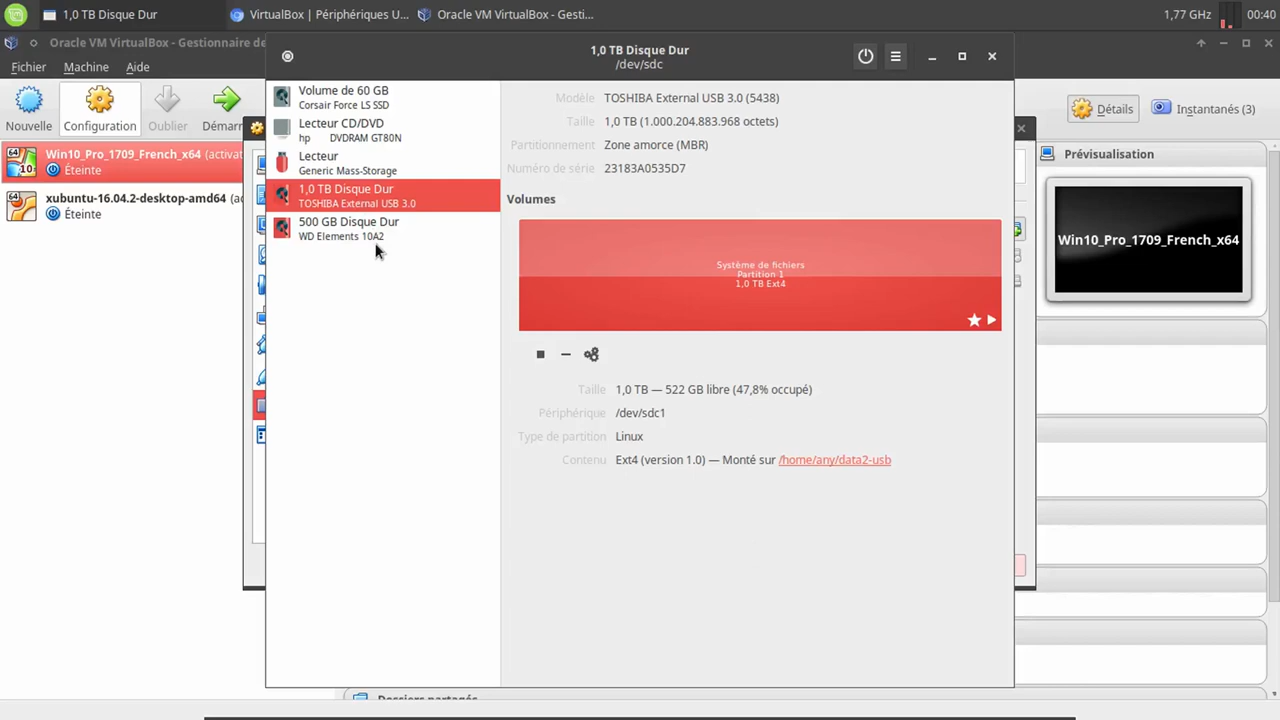 1,0 TB Disque Dur
VirtualBox | Périphériques U...
Oracle VM VirtualBox - Gesti...
1,77 GHz
00:40
Oracle VM VirtualBox - Gestionnaire de
Fichier
Machine
Aide
Nouvelle
Configuration
Oublier
Démarr
Détails
Instantanés (3)
64
10
Win10_Pro_1709_French_x64 (activat
Éteinte
64
xubuntu-16.04.2-desktop-amd64 (ac
Éteinte
1,0 TB Disque Dur
/dev/sdc
Volume de 60 GB
Corsair Force LS SSD
Lecteur CD/DVD
hp DVDRAM GT80N
Lecteur
Generic Mass-Storage
1,0 TB Disque Dur
TOSHIBA External USB 3.0
500 GB Disque Dur
WD Elements 10A2
Modèle TOSHIBA External USB 3.0 (5438)
Taille 1,0 TB (1.000.204.883.968 octets)
Partitionnement Zone amorce (MBR)
Numéro de série 23183A0535D7
Volumes
Système de fichiers
Partition 1
1,0 TB Ext4
Taille 1,0 TB — 522 GB libre (47,8% occupé)
Périphérique /dev/sdc1
Type de partition Linux
Contenu Ext4 (version 1.0) — Monté sur /home/any/data2-usb
Prévisualisation
Win10_Pro_1709_French_x64
Dossiers partagés